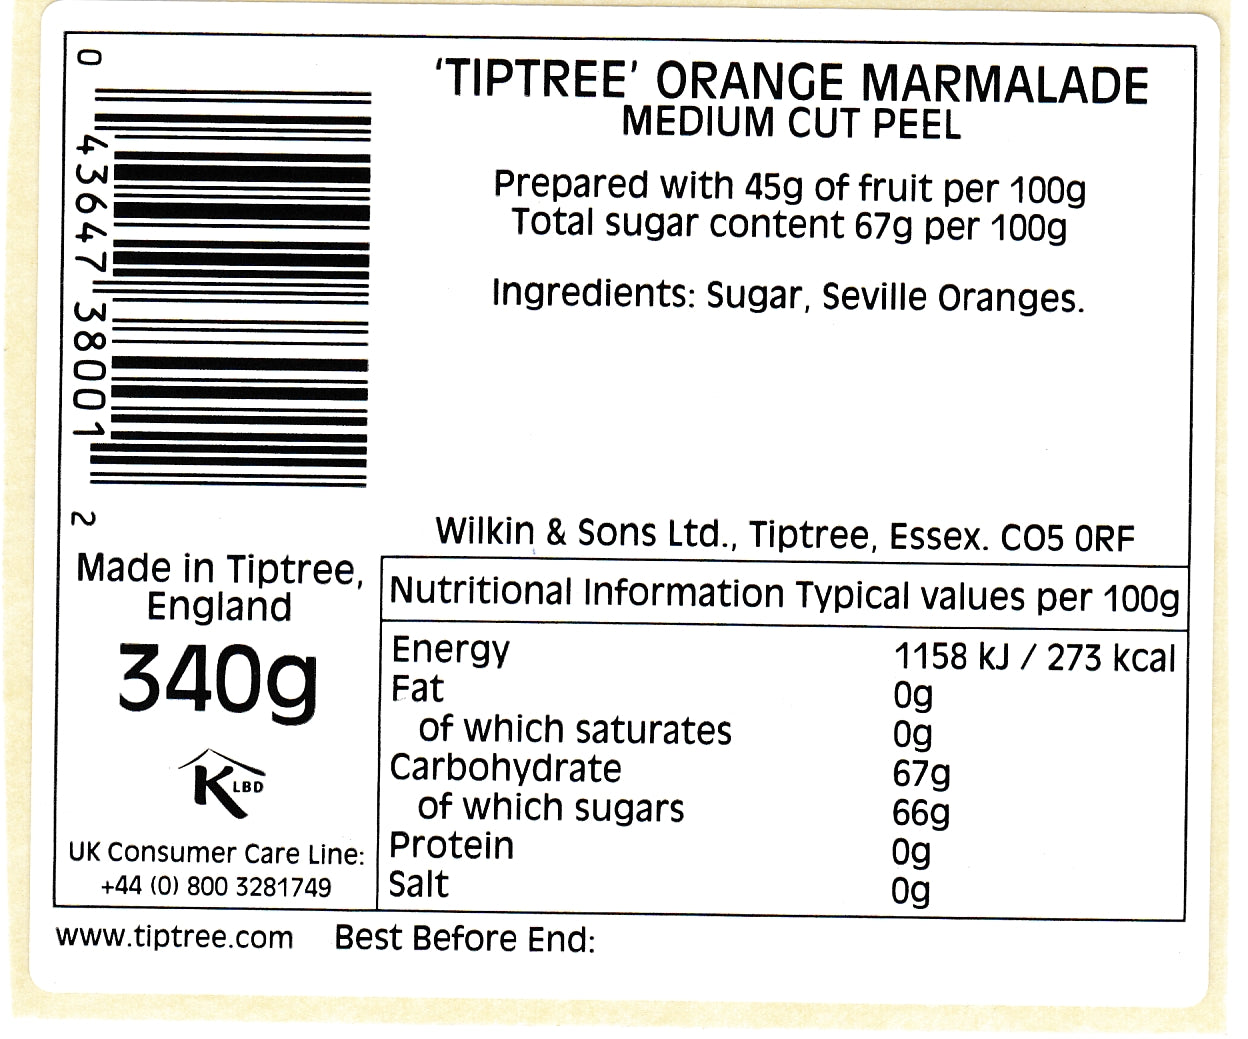 'TIPTREE' ORANGE MARMALADE
MEDIUM CUT PEEL
Prepared with 45g of fruit per 100g
Total sugar content 67g per 100g
Ingredients: Sugar, Seville Oranges.
Wilkin & Sons Ltd., Tiptree, Essex. CO5 0RF
0 43647 38001 2
Made in Tiptree,
England
340g
K LBD
UK Consumer Care Line:
+44 (0) 800 3281749
Nutritional Information Typical values per 100g
Energy 1158 kJ / 273 kcal
Fat 0g
of which saturates 0g
Carbohydrate 67g
of which sugars 66g
Protein 0g
Salt 0g
www.tiptree.com Best Before End: